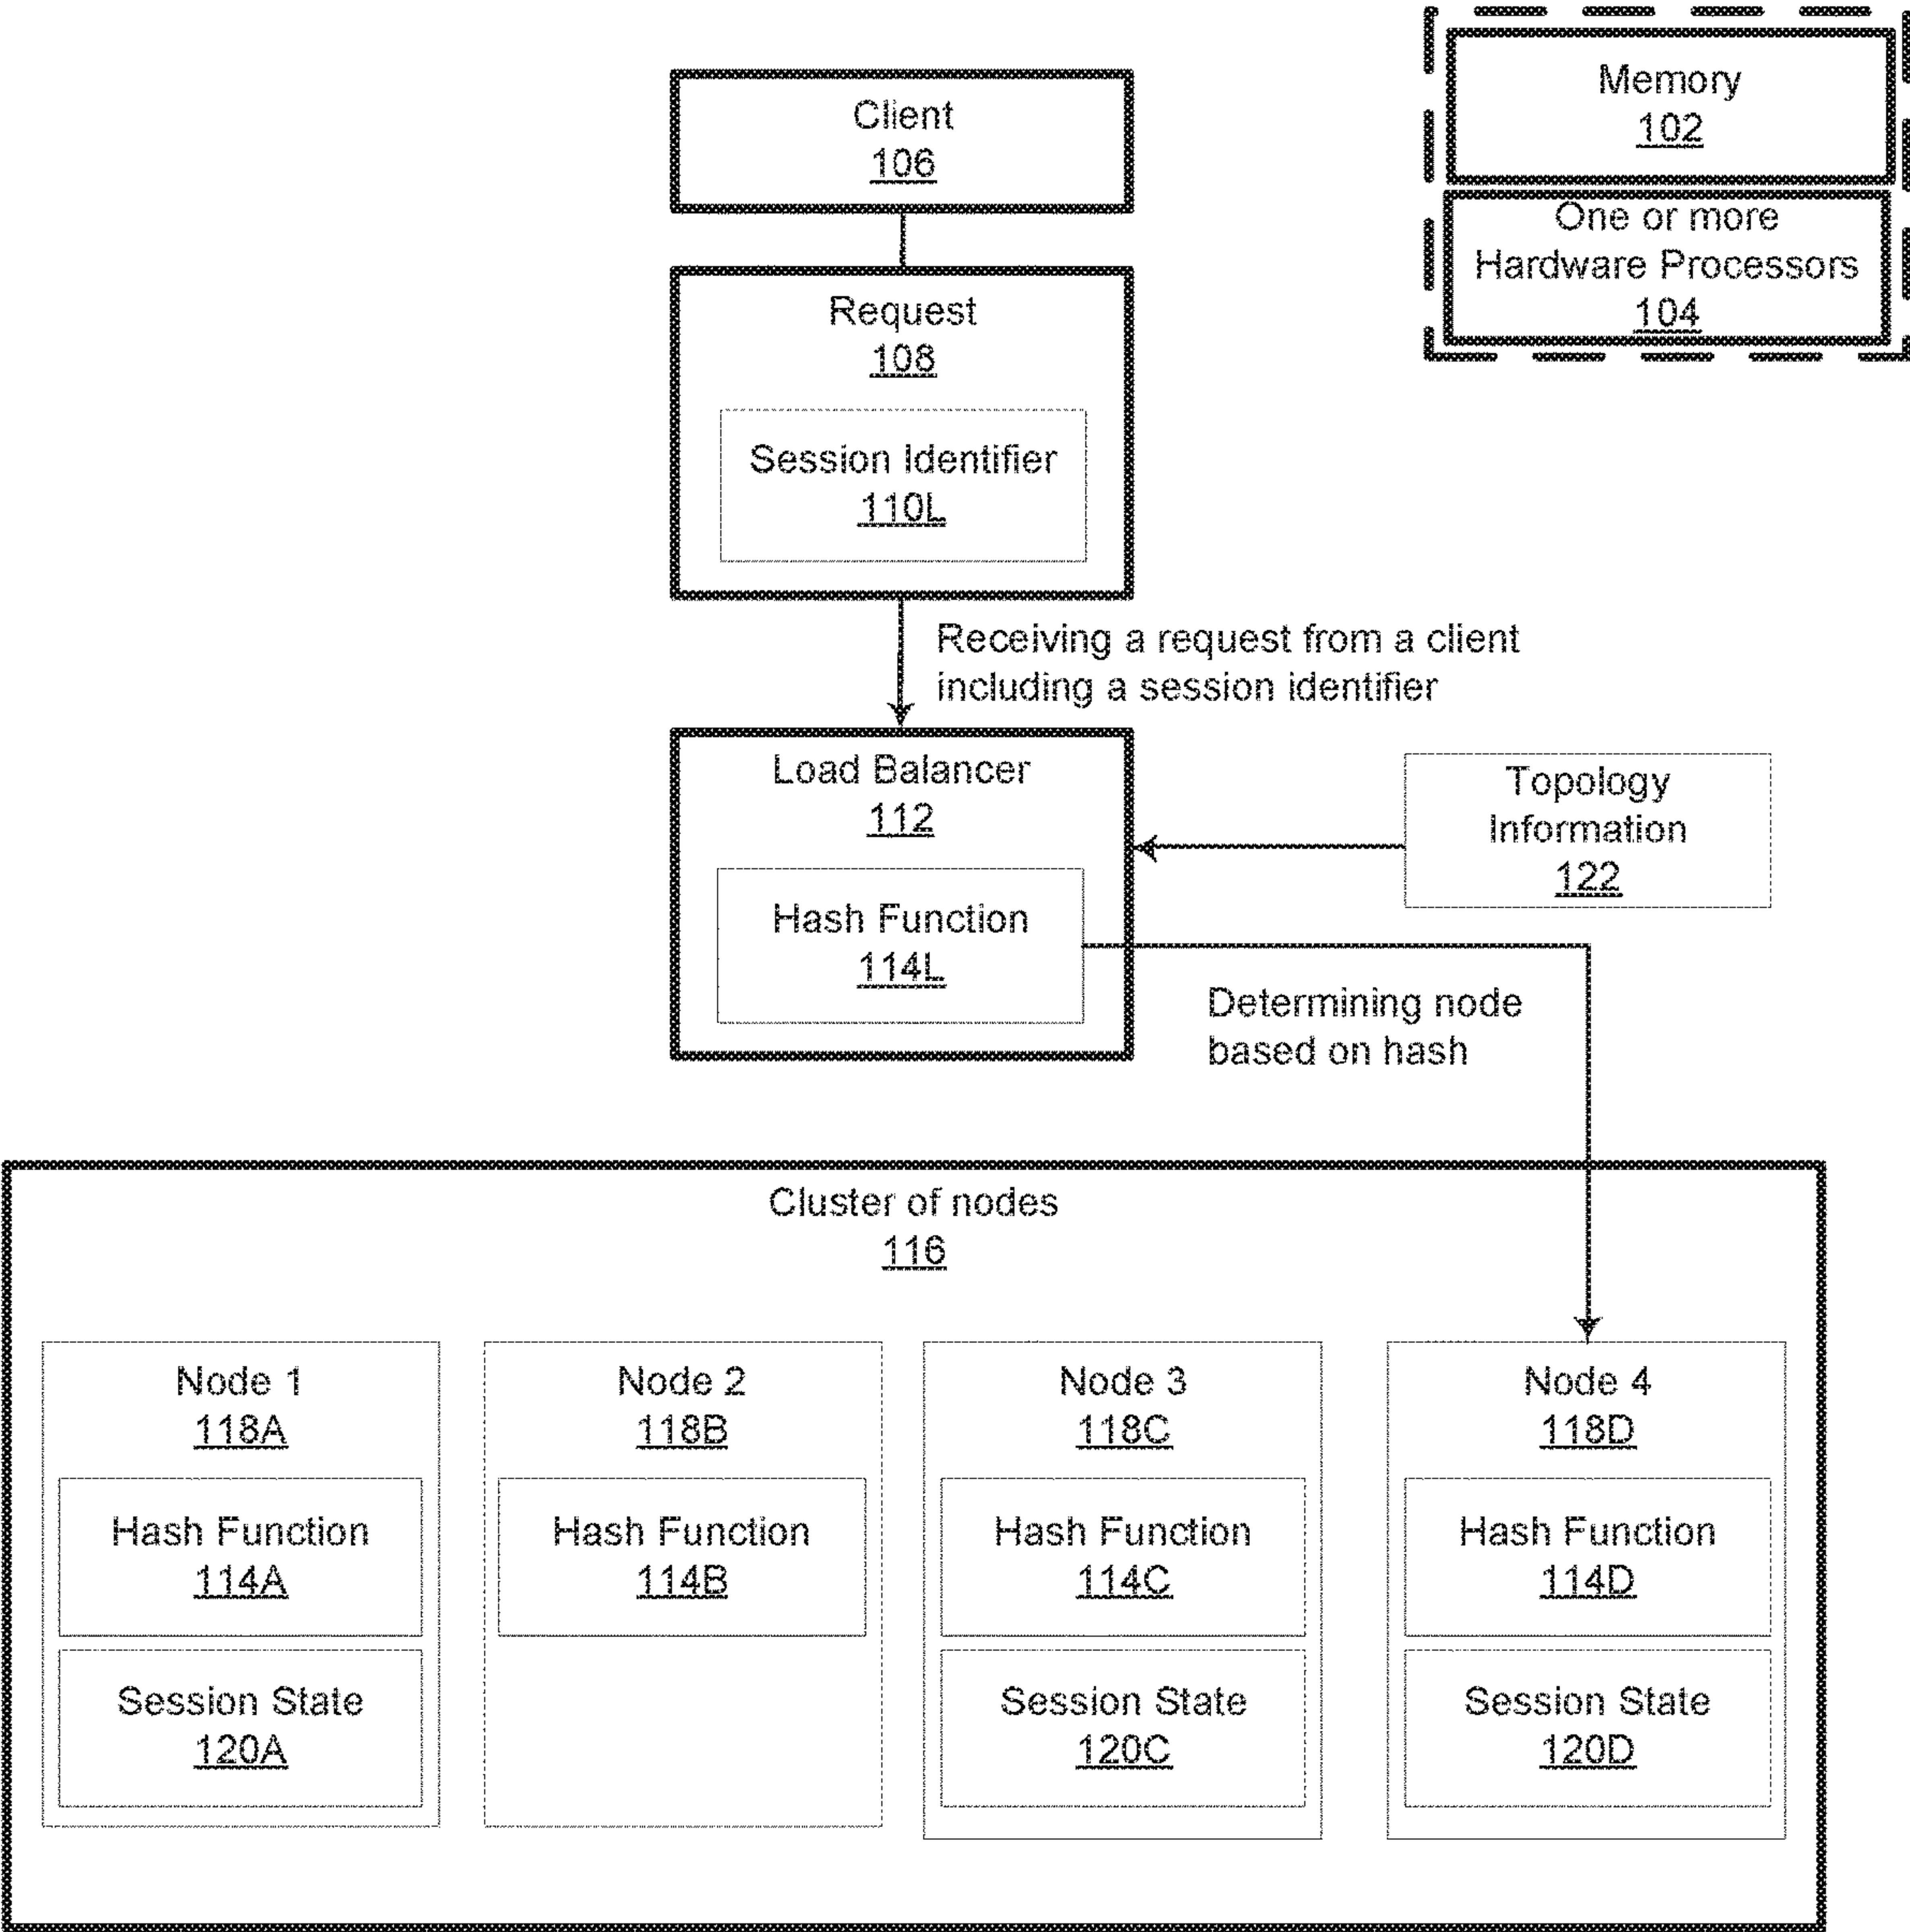 Memory
102
One or more
Hardware Processors
104
Client
106
Request
108
Session Identifier
110L
Receiving a request from a client
including a session identifier
Load Balancer
112
Hash Function
114L
Topology
Information
122
Determining node
based on hash
Cluster of nodes
116
Node 1
118A
Hash Function
114A
Session State
120A
Node 2
118B
Hash Function
114B
Node 3
118C
Hash Function
114C
Session State
120C
Node 4
118D
Hash Function
114D
Session State
120D